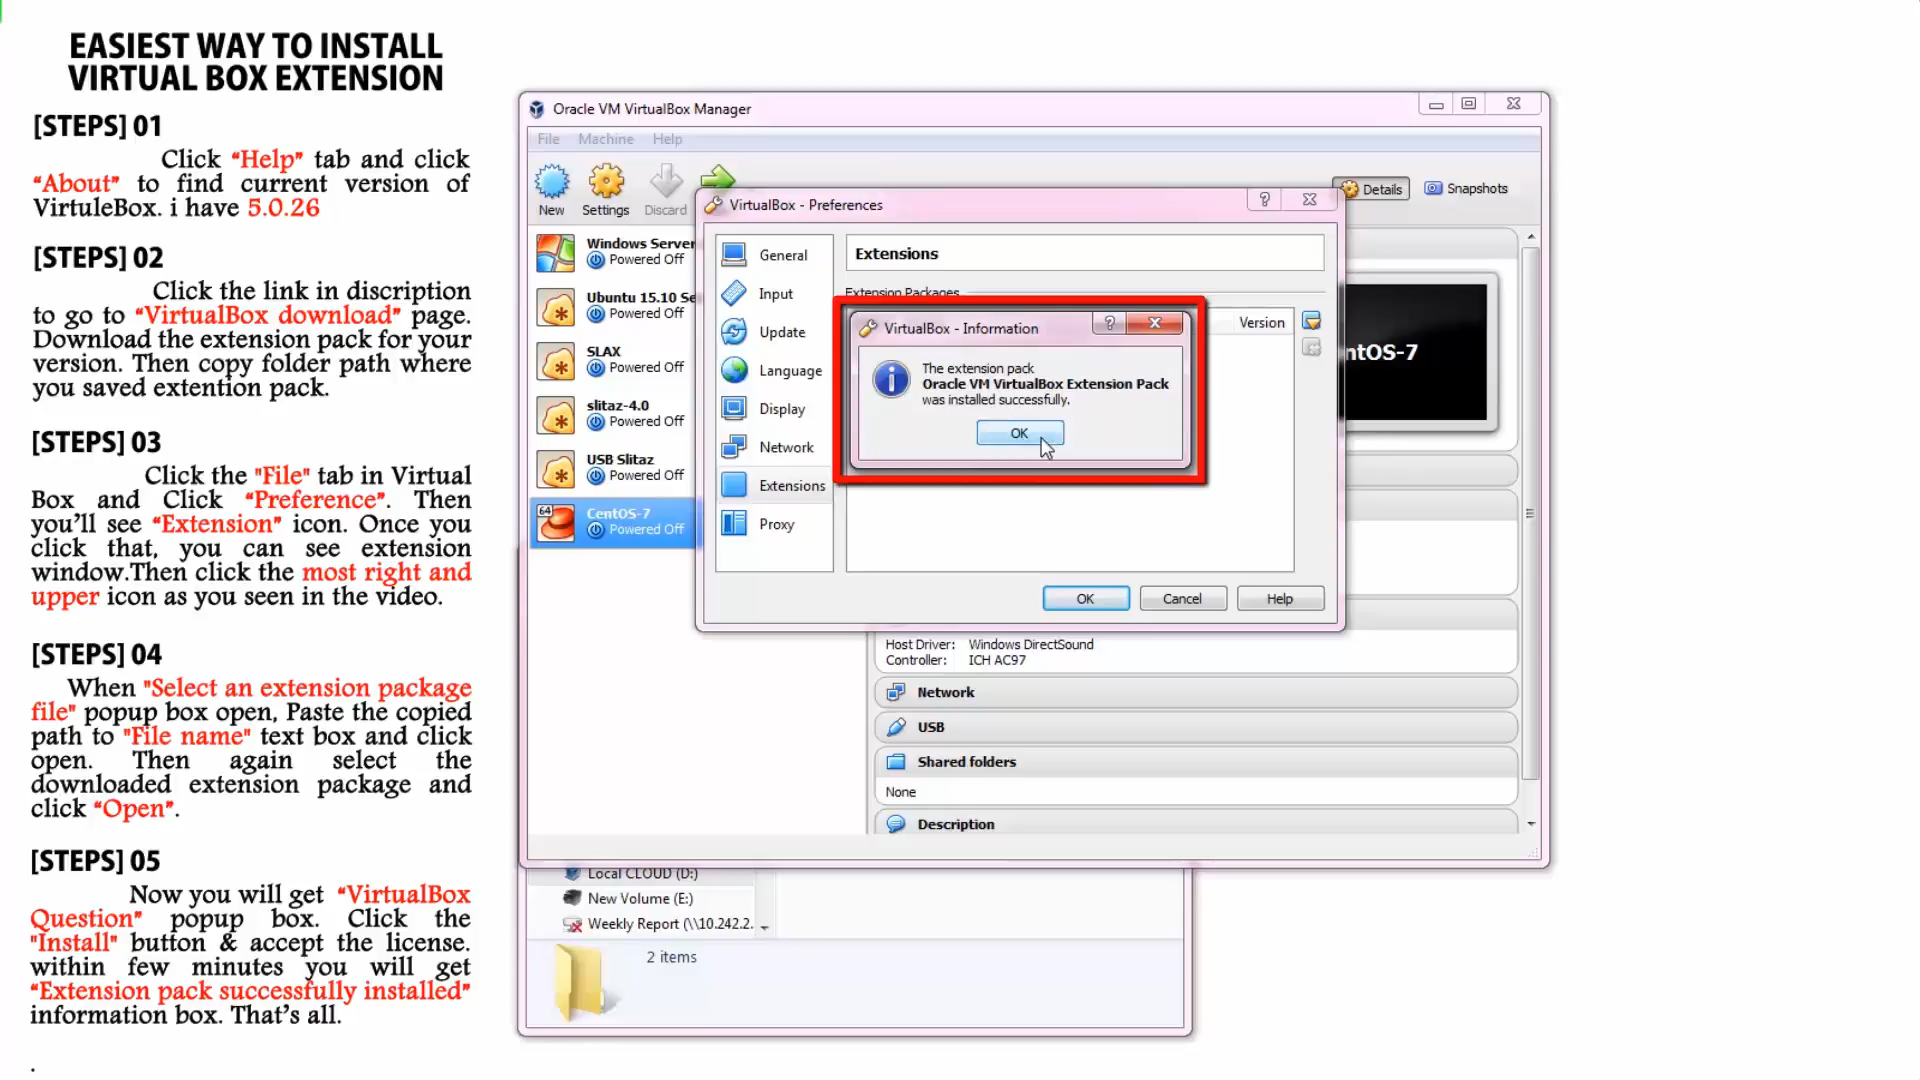 EASIEST WAY TO INSTALL
VIRTUAL BOX EXTENSION
[STEPS] 01
Click “Help” tab and click
“About” to find current version of
VirtuleBox. i have 5.0.26
[STEPS] 02
Click the link in discription
to go to “VirtualBox download” page.
Download the extension pack for your
version. Then copy folder path where
you saved extention pack.
[STEPS] 03
Click the "File" tab in Virtual
Box and Click “Preference”. Then
you’ll see “Extension” icon. Once you
click that, you can see extension
window.Then click the most right and
upper icon as you seen in the video.
[STEPS] 04
When "Select an extension package
file" popup box open, Paste the copied
path to "File name" text box and click
open. Then again select the
downloaded extension package and
click “Open”.
[STEPS] 05
Now you will get “VirtualBox
Question” popup box. Click the
"Install" button & accept the license.
within few minutes you will get
“Extension pack successfully installed”
information box. That’s all.
.
Oracle VM VirtualBox Manager
File Machine Help
New Settings Discard
Details Snapshots
Windows Server
Powered Off
Ubuntu 15.10 Se
Powered Off
SLAX
Powered Off
slitaz-4.0
Powered Off
USB Slitaz
Powered Off
64
CentOS-7
Powered Off
VirtualBox - Preferences
General
Input
Update
Language
Display
Network
Extensions
Proxy
Extensions
Extension Packages
Version
VirtualBox - Information
The extension pack
Oracle VM VirtualBox Extension Pack
was installed successfully.
OK
OK Cancel Help
ntOS-7
Host Driver: Windows DirectSound
Controller: ICH AC97
Network
USB
Shared folders
None
Description
Local CLOUD (D:)
New Volume (E:)
Weekly Report (\\10.242.2.
2 items